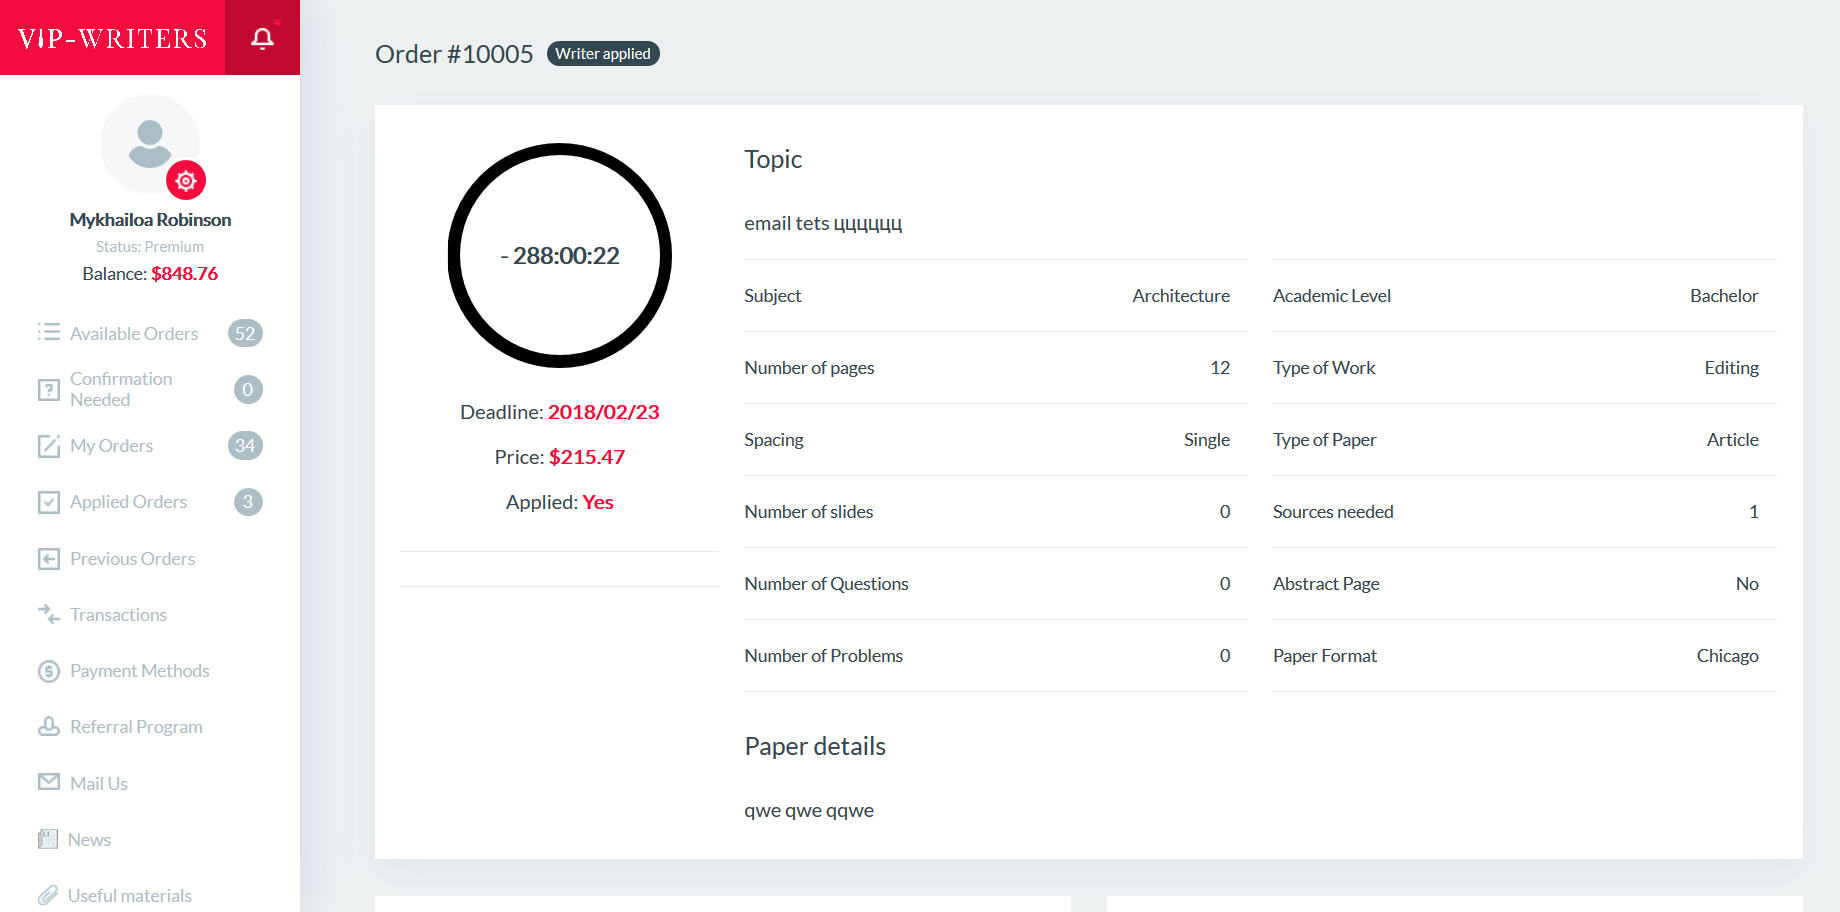 VIP-WRITERS
Mykhailoa Robinson
Status: Premium
Balance: $848.76
Available Orders 52
Confirmation
Needed 0
My Orders 34
Applied Orders 3
Previous Orders
Transactions
Payment Methods
Referral Program
Mail Us
News
Useful materials
Order #10005 Writer applied
- 288:00:22
Deadline: 2018/02/23
Price: $215.47
Applied: Yes
Topic
email tets цццццц
Subject Architecture
Academic Level Bachelor
Number of pages 12
Type of Work Editing
Spacing Single
Type of Paper Article
Number of slides 0
Sources needed 1
Number of Questions 0
Abstract Page No
Number of Problems 0
Paper Format Chicago
Paper details
qwe qwe qqwe